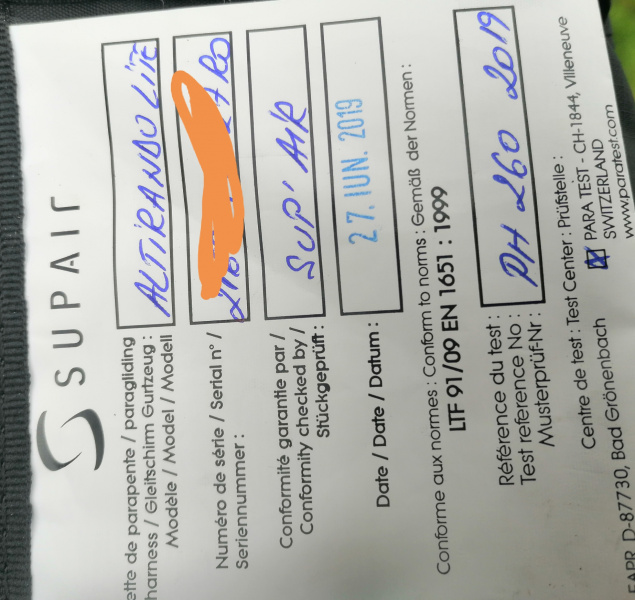 SUPAIR
ette de parapente / paragliding
harness / Gleitschirm Gurtzeug :
Modèle / Model / Modell
ALTIRANDO LITE
Numéro de série / Serial n° /
Seriennummer :
Conformité garantie par /
Conformity checked by /
Stückgeprüft :
SUP'AIR
Date / Date / Datum :
27. JUN. 2019
Conforme aux normes : Conform to norms : Gemäß der Normen :
LTF 91/09 EN 1651 : 1999
Référence du test :
Test reference No :
Musterprüf-Nr :
PH 260 2019
Centre de test : Test Center : Prüfstelle :
PARA TEST - CH-1844, Villeneuve
SWITZERLAND
www.paratest.com
EAPR D-87730, Bad Grönenbach